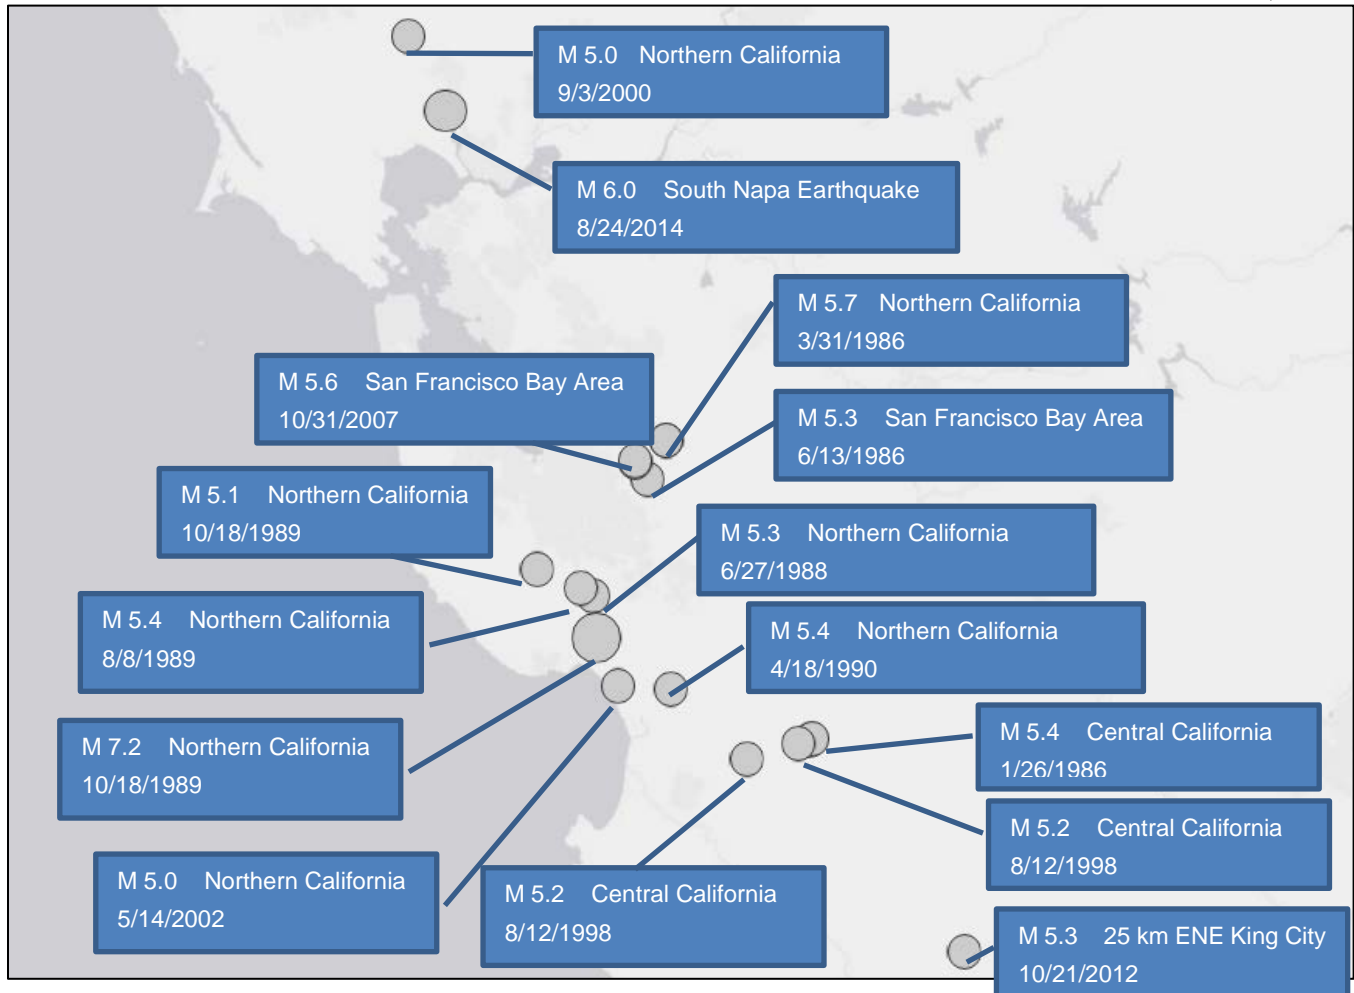 M 5.0 Northern California
9/3/2000
M 6.0 South Napa Earthquake
8/24/2014
M 5.7 Northern California
3/31/1986
M 5.6 San Francisco Bay Area
10/31/2007
M 5.3 San Francisco Bay Area
6/13/1986
M 5.1 Northern California
10/18/1989
M 5.3 Northern California
6/27/1988
M 5.4 Northern California
8/8/1989
M 5.4 Northern California
4/18/1990
M 7.2 Northern California
10/18/1989
M 5.4 Central California
1/26/1986
M 5.2 Central California
8/12/1998
M 5.0 Northern California
5/14/2002
M 5.2 Central California
8/12/1998
M 5.3 25 km ENE King City
10/21/2012